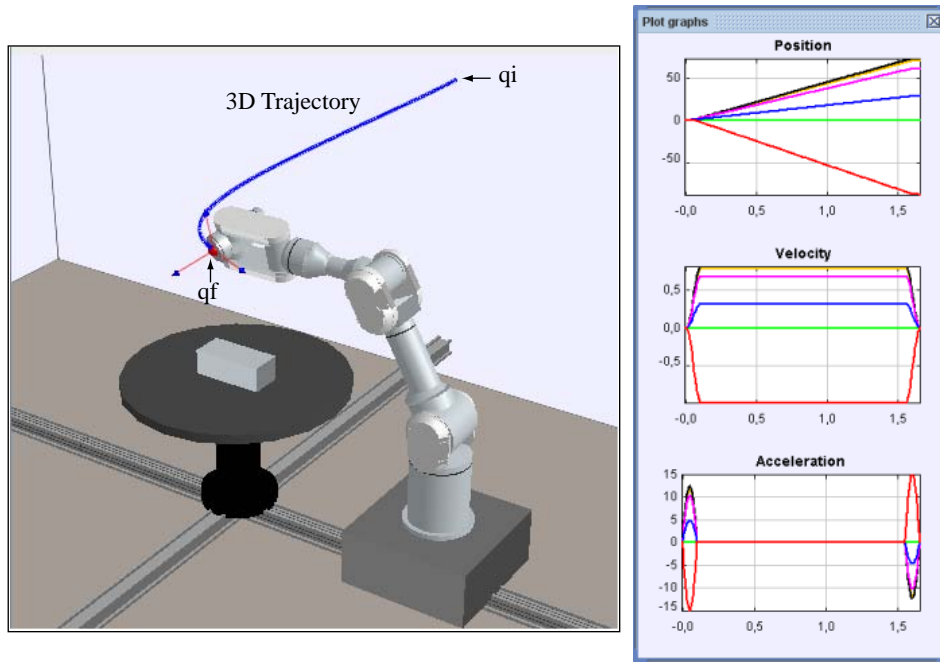 qi
3D Trajectory
qf
Plot graphs
Position
50
0
-50
-0,0 0,5 1,0 1,5
Velocity
0,5
0,0
-0,5
-0,0 0,5 1,0 1,5
Acceleration
15
10
5
0
-5
-10
-15
-0,0 0,5 1,0 1,5